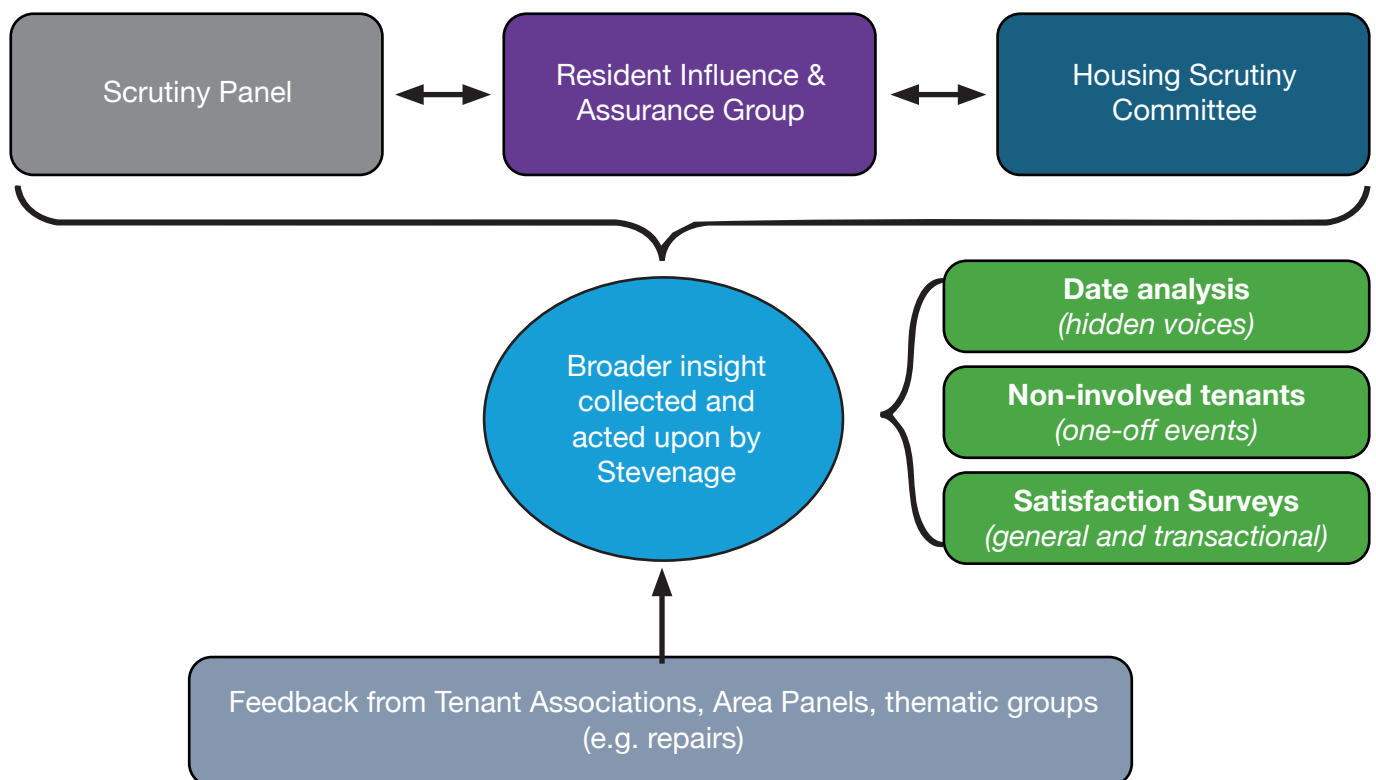 Scrutiny Panel
Resident Influence &
Assurance Group
Housing Scrutiny
Committee
Broader insight
collected and
acted upon by
Stevenage
Date analysis
(hidden voices)
Non-involved tenants
(one-off events)
Satisfaction Surveys
(general and transactional)
Feedback from Tenant Associations, Area Panels, thematic groups
(e.g. repairs)